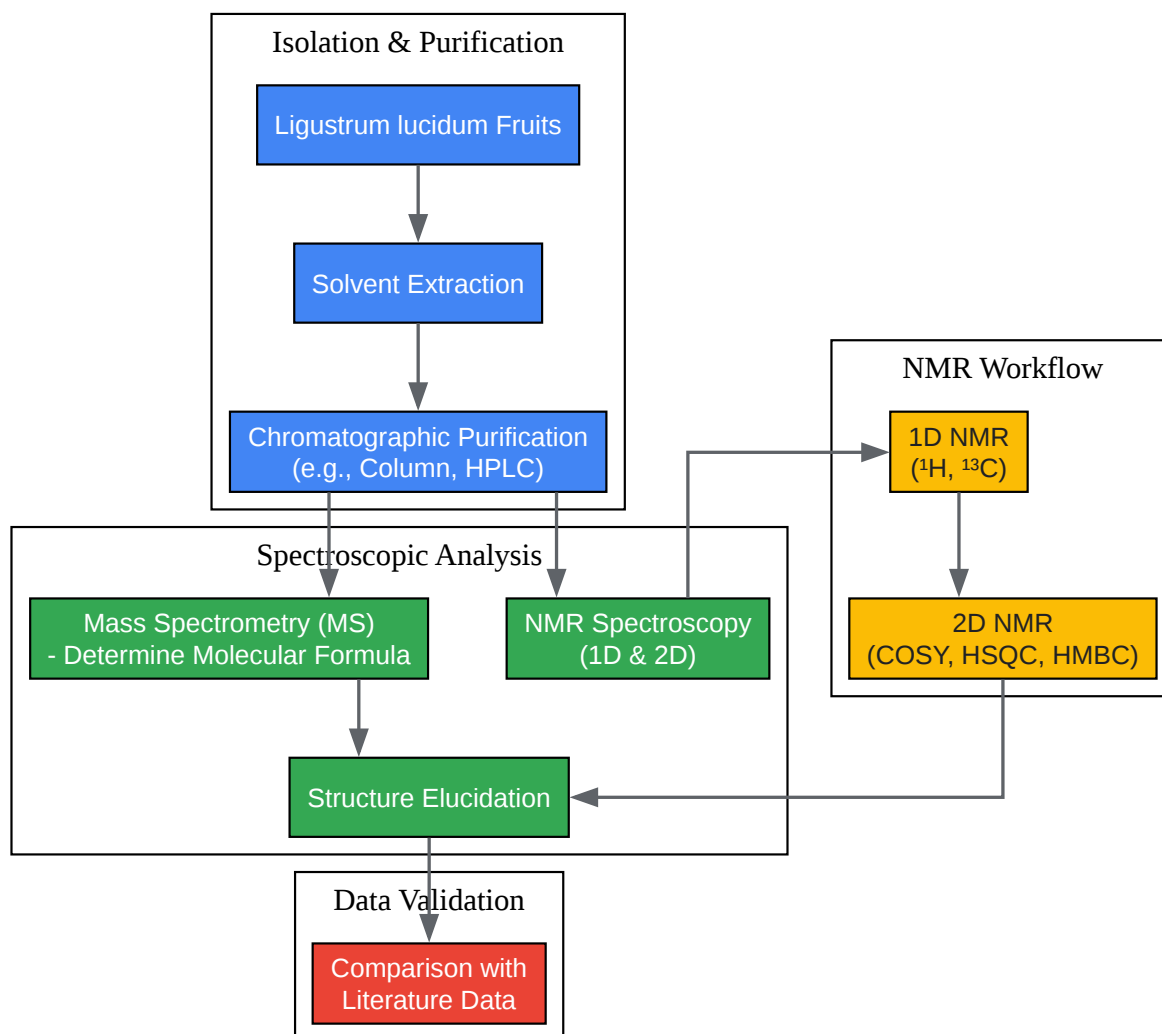 Isolation & Purification
Ligustrum lucidum Fruits
Solvent Extraction
Chromatographic Purification
(e.g., Column, HPLC)
NMR Workflow
1D NMR
(¹H, ¹³C)
2D NMR
(COSY, HSQC, HMBC)
Spectroscopic Analysis
Mass Spectrometry (MS)
- Determine Molecular Formula
NMR Spectroscopy
(1D & 2D)
Structure Elucidation
Data Validation
Comparison with
Literature Data